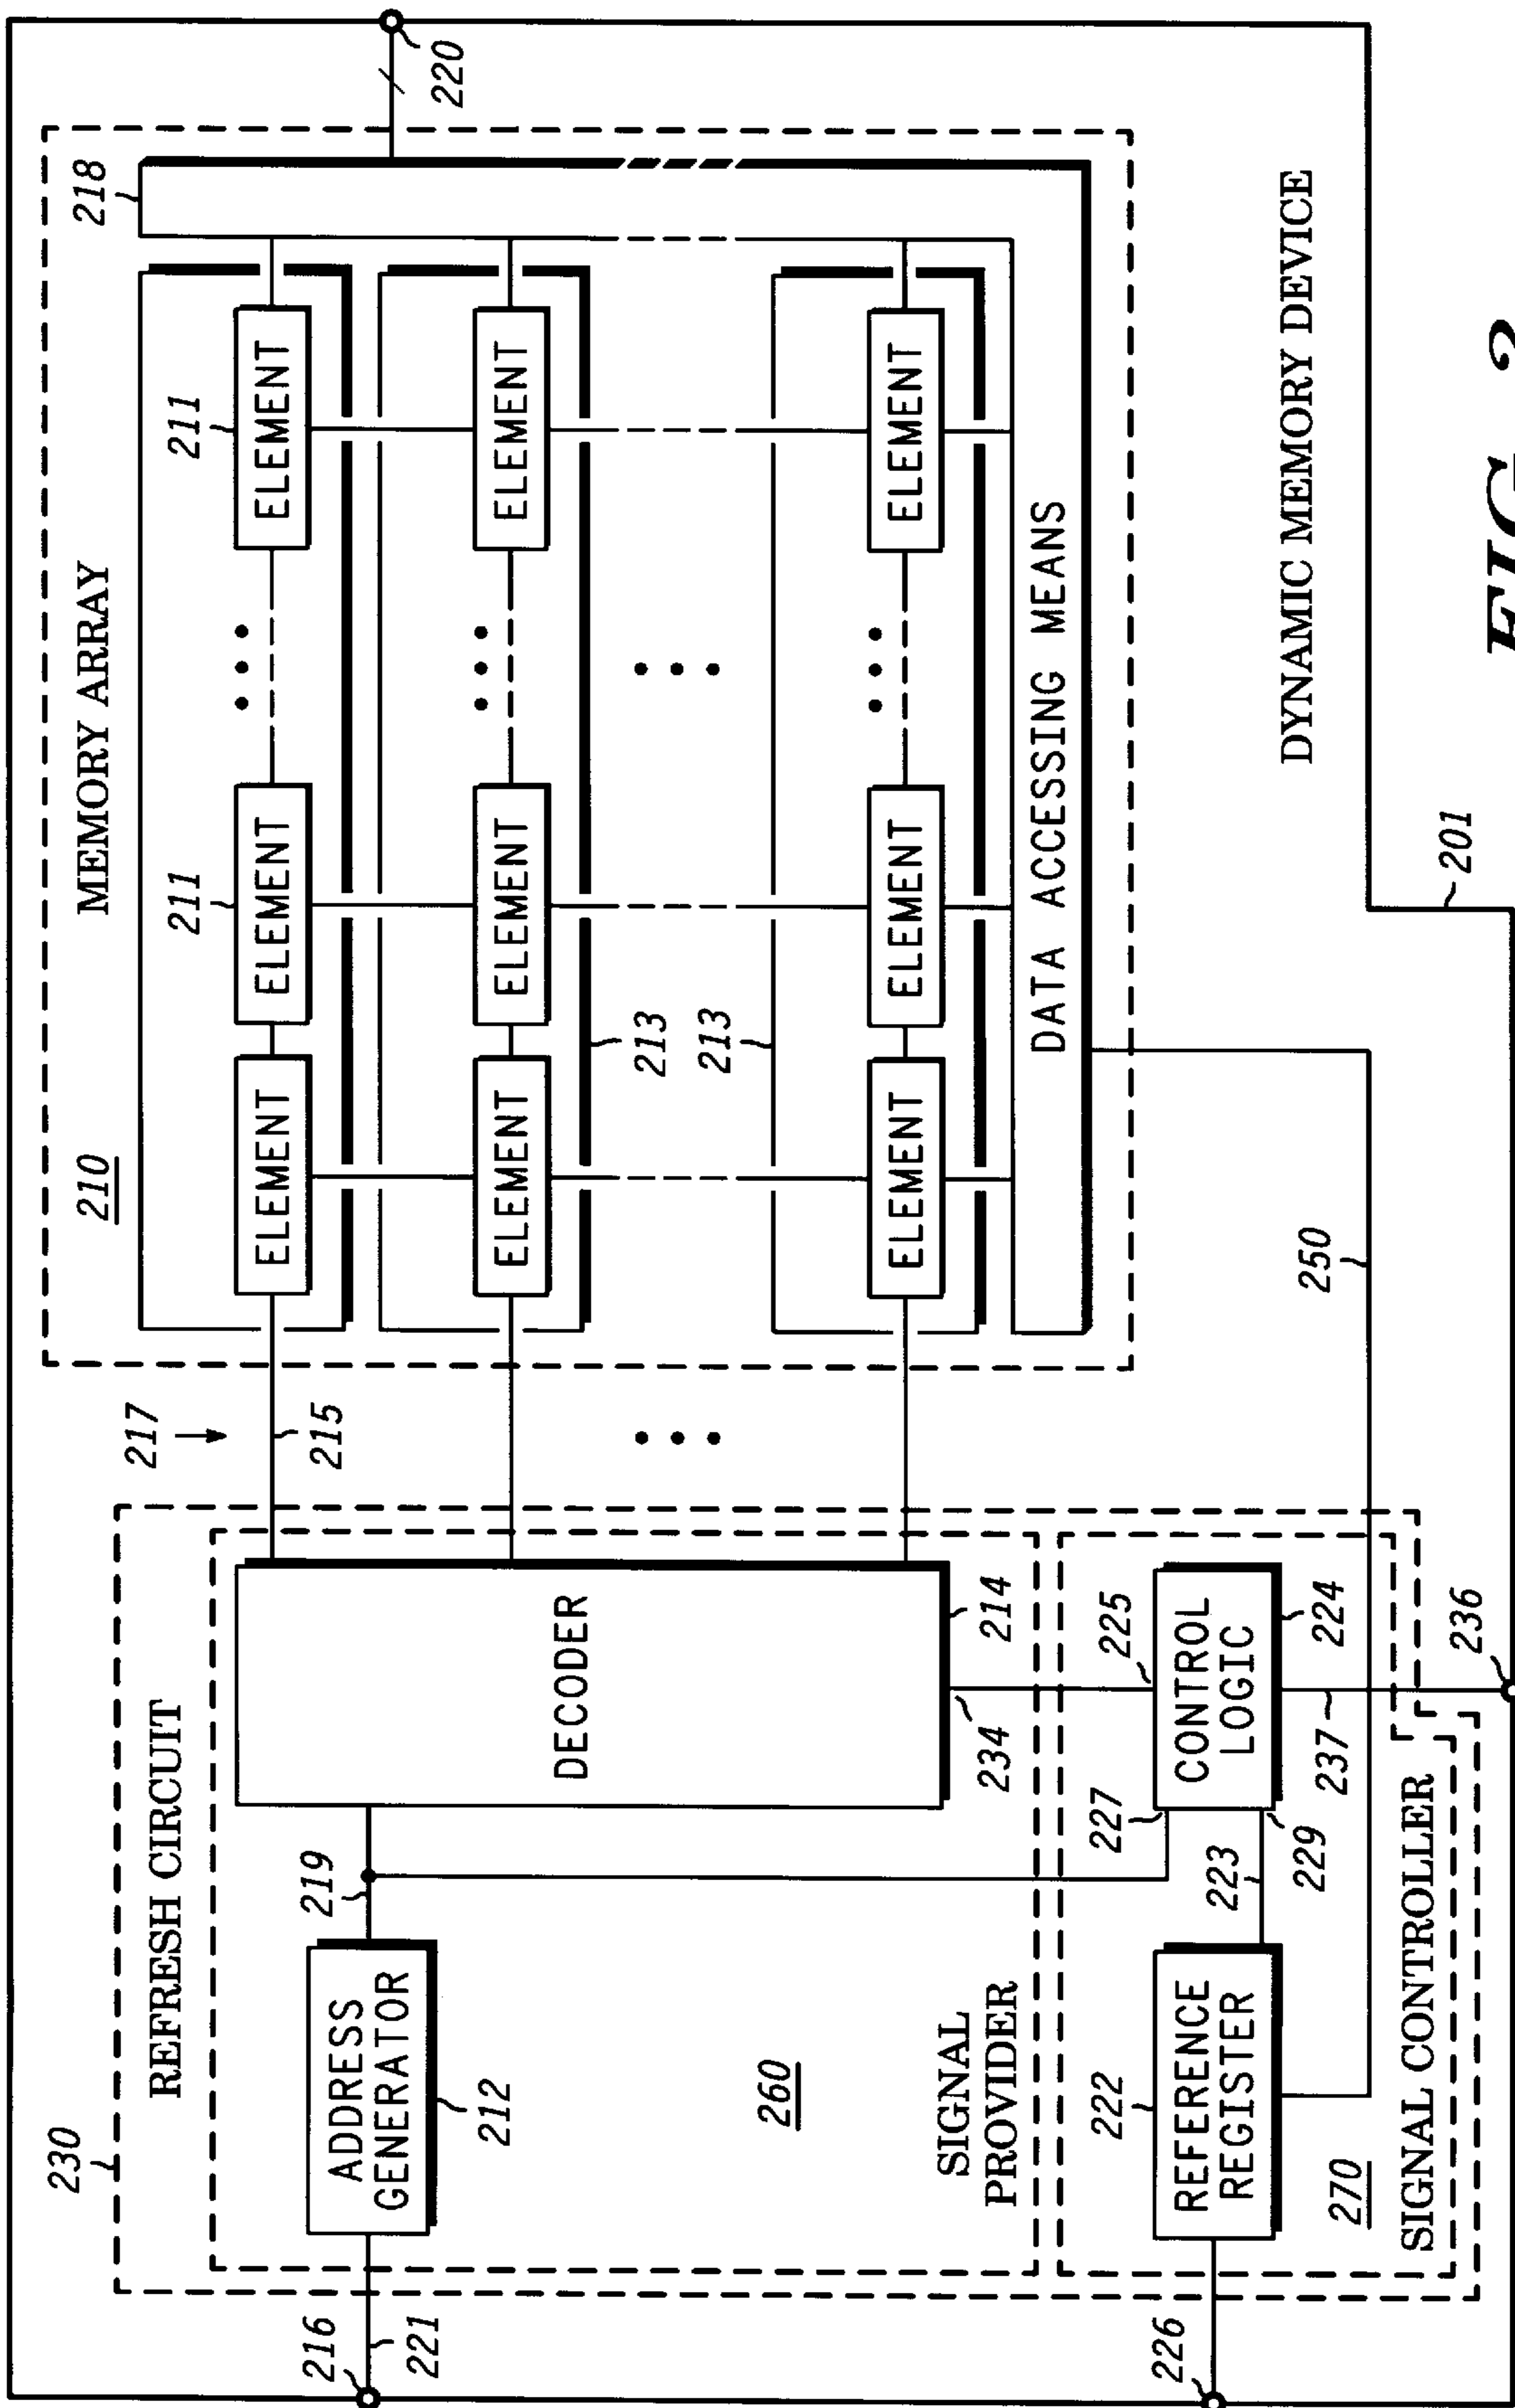 230
REFRESH CIRCUIT
217
210
MEMORY ARRAY
218
216
221
ADDRESS
GENERATOR
212
219
DECODER
215
ELEMENT
ELEMENT
211
ELEMENT
211
220
ELEMENT
ELEMENT
ELEMENT
213
213
260
SIGNAL
PROVIDER
234
214
ELEMENT
ELEMENT
ELEMENT
DATA ACCESSING MEANS
226
222
REFERENCE
REGISTER
223
227
229
225
CONTROL
LOGIC
224
270
237
250
SIGNAL CONTROLLER
236
DYNAMIC MEMORY DEVICE
201
FIG. 2